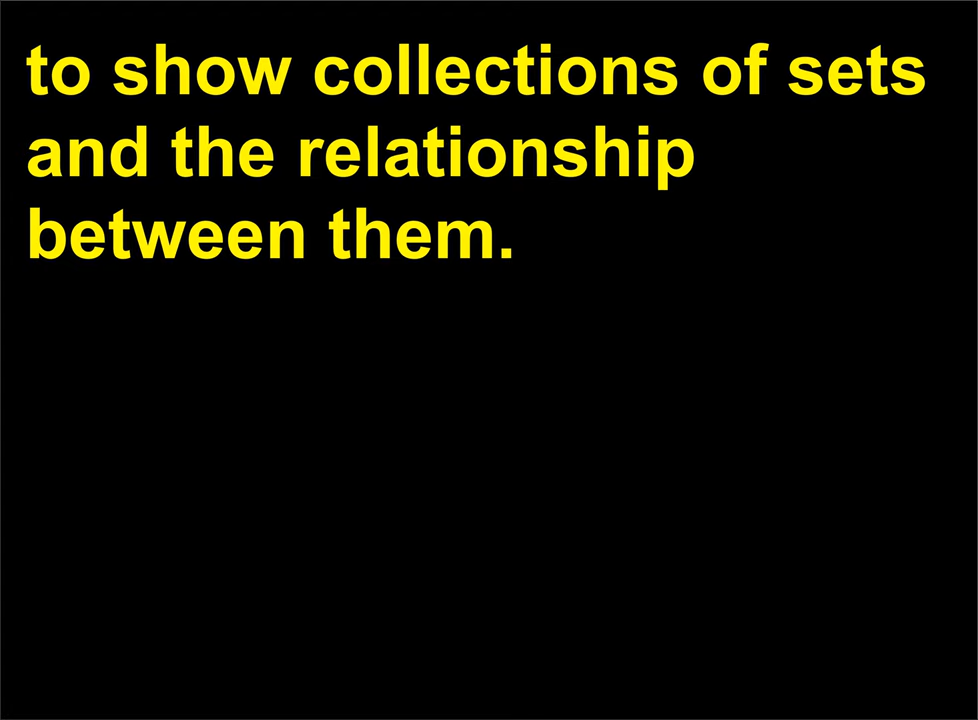 to show collections of sets
and the relationship
between them.